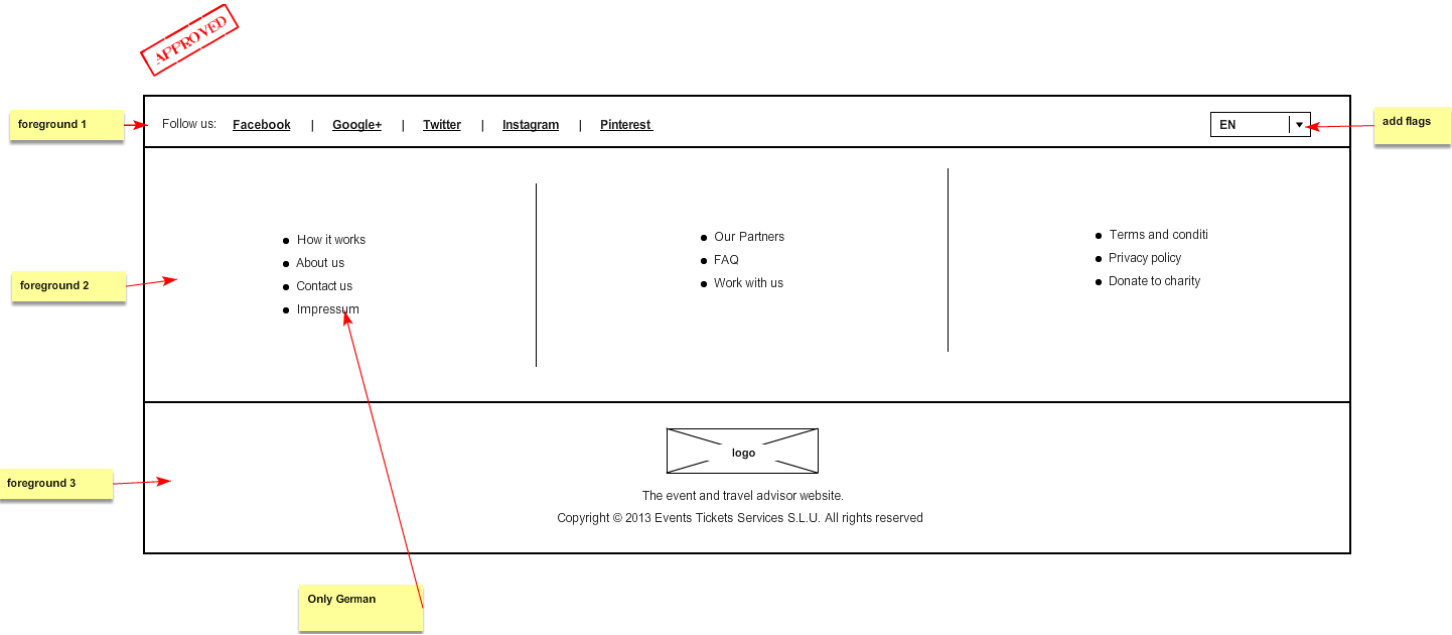 APPROVED
foreground 1
Follow us: Facebook | Google+ | Twitter | Instagram | Pinterest
EN
add flags
foreground 2
How it works
About us
Contact us
Impressum
Our Partners
FAQ
Work with us
Terms and conditi
Privacy policy
Donate to charity
foreground 3
logo
The event and travel advisor website.
Copyright © 2013 Events Tickets Services S.L.U. All rights reserved
Only German